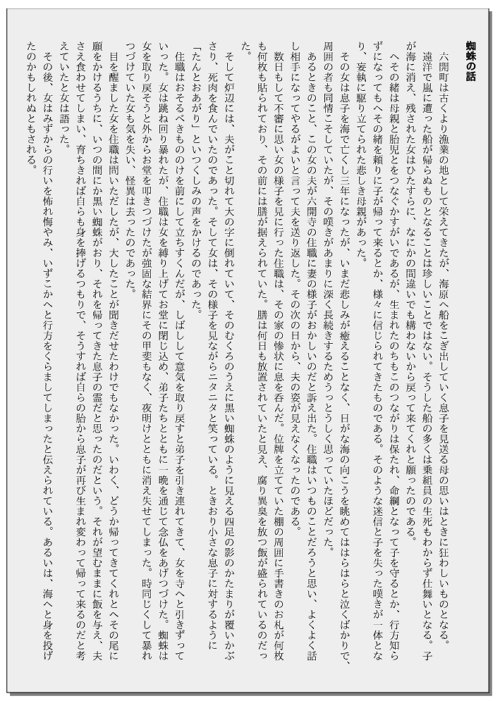 蜘蛛の話
　六開町は古くより漁業の地として栄えてきたが、海原へ船をこぎ出していく息子を見送る母の思いはときに狂わしいものとなる。
　遠洋で嵐に遭った船が帰らぬものとなることは珍しいことではない。そうした船の多くは乗組員の生死もわからず仕舞いとなる。子
が海に消え、残された女はひたすらに、なにかの間違いでも構わないから戻って来てくれと願ったのである。
　へその緒は母親と胎児とをつなぐかすがいであるが、生まれたのちもこのつながりは保たれ、命綱となって子を守るとか、行方知ら
ずになってもへその緒を頼りに子が帰って来るとか、様々に信じられてきたものである。そのような迷信と子を失った嘆きが一体とな
り、妄執に駆り立てられた悲しき母親があった。
　その女は息子を海で亡くし三年になったが、いまだ悲しみが癒えることなく、日がな海の向こうを眺めてははらはらと泣くばかりで、
周囲の者も同情こそしていたが、その嘆きがあまりに深く長続きするためうっとうしく思っていたほどだった。
　あるときのこと、この女の夫が六開寺の住職に妻の様子がおかしいのだと訴え出た。住職はいつものことだろうと思い、よくよく話
し相手になってやるがよいと言って夫を送り返した。その次の日から、夫の姿が見えなくなったのである。
　数日もして不審に思い女の様子を見に行った住職は、その家の惨状に息を呑んだ。位牌を立てていた棚の周囲に手書きのお札が何枚
も何枚も貼られており、その前には膳が据えられていた。膳は何日も放置されていたと見え、腐り異臭を放つ飯が盛られているのだっ
た。
　そして炉辺には、夫がこと切れて大の字に倒れていて、そのむくろのうえに黒い蜘蛛のように見える四足の影のかたまりが覆いかぶ
さり、死肉を食んでいたのであった。そして女は、その様子を見ながらニタニタと笑っている。ときおり小さな息子に対するように
「たんとおあがり」といつくしみの声をかけるのであった。
　住職はおそるべきもののけを前にして立ちすくんだが、しばしして意気を取り戻すと弟子を引き連れてきて、女を寺へと引きずって
いった。女は跳ね回り暴れたが、住職は女を縛り上げてお堂に閉じ込め、弟子たちとともに一晩を通じて念仏をあげつづけた。蜘蛛は
女を取り戻そうと外からお堂を叩きつづけたが強固な結界にその甲斐もなく、夜明けとともに消え失せてしまった。時同じくして暴れ
つづけていた女も気を失い、怪異は去ったのであった。
　目を醒ました女を住職は問いただしたが、大したことが聞きだせたわけでもなかった。いわく、どうか帰ってきてくれとへその尾に
願をかけるうちに、いつの間にか黒い蜘蛛がおり、それを帰ってきた息子の霊だと思ったのだという。それが望むままに飯を与え、夫
さえ食わせてしまい、育ちきれば自らも身を捧げるつもりで、そうすれば自らの胎から息子が再び生まれ変わって帰って来るのだと考
えていたと女は語った。
　その後、女はみずからの行いを怖れ悔やみ、いずこかへと行方をくらましてしまったと伝えられている。あるいは、海へと身を投げ
たのかもしれぬともされる。